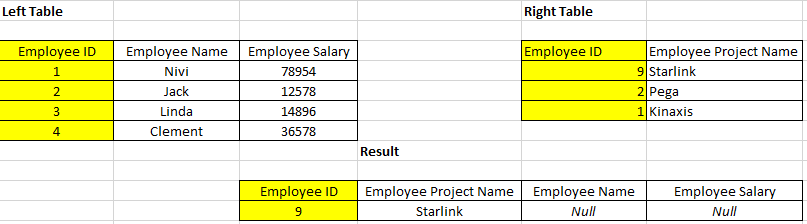 Left Table Right Table
Employee ID Employee Name Employee Salary Employee ID Employee Project Name
1 Nivi 78954 9 Starlink
2 Jack 12578 2 Pega
3 Linda 14896 1 Kinaxis
4 Clement 36578
Result
Employee ID Employee Project Name Employee Name Employee Salary
9 Starlink Null Null